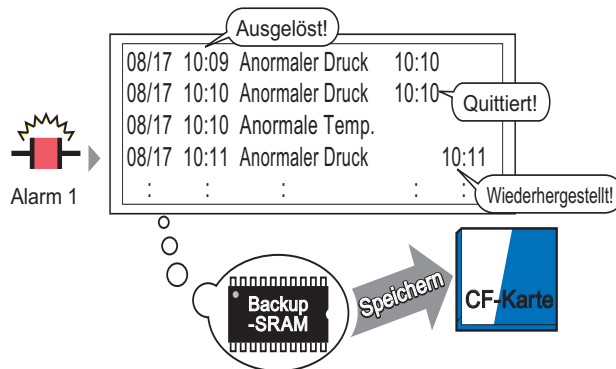 Ausgelöst!
08/17 10:09 Anormaler Druck 10:10
08/17 10:10 Anormaler Druck 10:10
Quittiert!
08/17 10:10 Anormale Temp.
08/17 10:11 Anormaler Druck 10:11
: : : : :
Wiederhergestellt!
Alarm 1
Backup
-SRAM
Speichern
CF-Karte